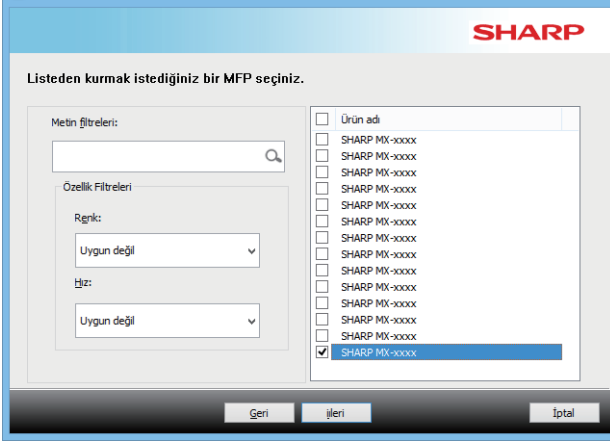 SHARP
Listeden kurmak istediğiniz bir MFP seçiniz.
Metin filtreleri:
Özellik Filtreleri
Renk:
Uygun değil
Hız:
Uygun değil
Ürün adı
SHARP MX-xxxx
SHARP MX-xxxx
SHARP MX-xxxx
SHARP MX-xxxx
SHARP MX-xxxx
SHARP MX-xxxx
SHARP MX-xxxx
SHARP MX-xxxx
SHARP MX-xxxx
SHARP MX-xxxx
SHARP MX-xxxx
SHARP MX-xxxx
SHARP MX-xxxx
SHARP MX-xxxx
Geri
iileri
İptal